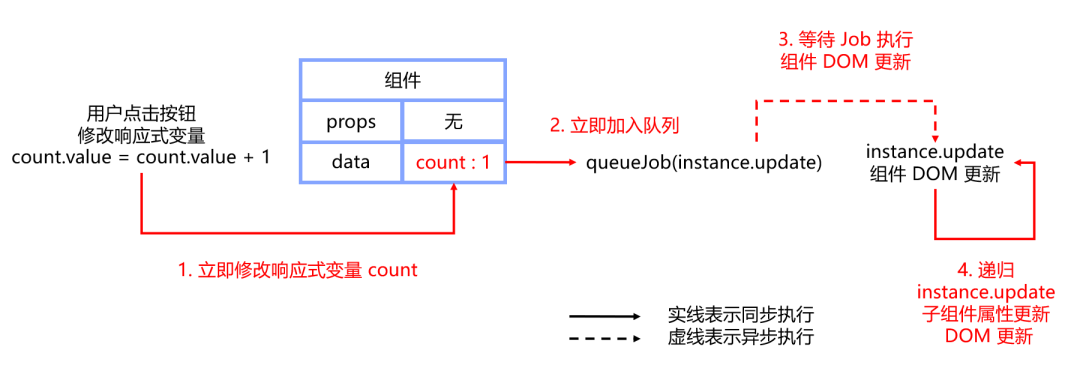 3. 等待 Job 执行
组件 DOM 更新
组件
用户点击按钮
修改响应式变量
count.value = count.value + 1
props
无
data
count : 1
2. 立即加入队列
queueJob(instance.update)
instance.update
组件 DOM 更新
1. 立即修改响应式变量 count
4. 递归
instance.update
子组件属性更新
DOM 更新
实线表示同步执行
虚线表示异步执行